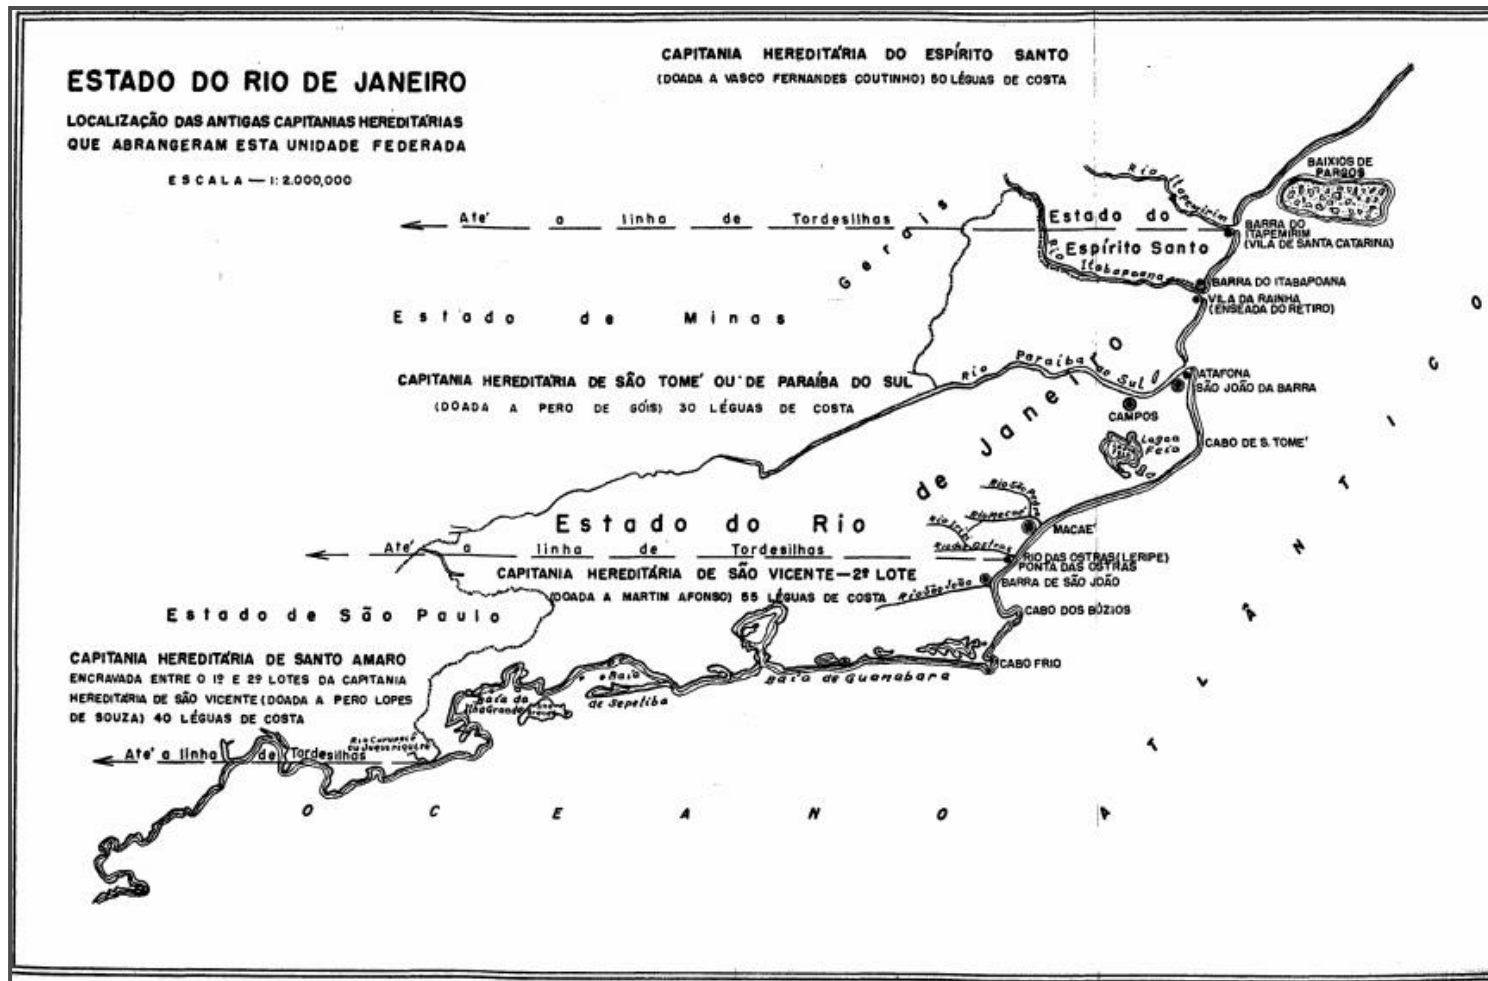 ESTADO DO RIO DE JANEIRO
LOCALIZAÇÃO DAS ANTIGAS CAPITANIAS HEREDITÁRIAS
QUE ABRANGERAM ESTA UNIDADE FEDERADA
ESCALA — 1: 2.000,000
CAPITANIA HEREDITÁRIA DO ESPÍRITO SANTO
(DOADA A VASCO FERNANDES COUTINHO) 50 LÉGUAS DE COSTA
BAIXIOS DE
PARGOS
Rio Itapemirim
Até a linha de Tordesilhas
Estado do
Espírito Santo
BARRA DO
ITAPEMIRIM
(VILA DE SANTA CATARINA)
Rio Itabapoana
BARRA DO ITABAPOANA
VILA DA RAINHA
(ENSEADA DO RETIRO)
Estado de Minas Gerais
CAPITANIA HEREDITÁRIA DE SÃO TOMÉ OU DE PARAÍBA DO SUL
(DOADA A PERO DE GÓIS) 30 LÉGUAS DE COSTA
Rio Paraíba do Sul
ATAFONA
SÃO JOÃO DA BARRA
CAMPOS
Lagoa
Feia
CABO DE S. TOMÉ
Rio São Pedro
Rio Macaé
MACAÉ
Estado do Rio de Janeiro
Até a linha de Tordesilhas
RIO DAS OSTRAS (LERIPE)
PONTA DAS OSTRAS
CAPITANIA HEREDITÁRIA DE SÃO VICENTE — 2º LOTE
(DOADA A MARTIM AFONSO) 55 LÉGUAS DE COSTA
Rio São João
BARRA DE SÃO JOÃO
CABO DOS BÚZIOS
Estado de São Paulo
CABO FRIO
CAPITANIA HEREDITÁRIA DE SANTO AMARO
ENCRAVADA ENTRE O 1º E 2º LOTES DA CAPITANIA
HEREDITÁRIA DE SÃO VICENTE (DOADA A PERO LOPES
DE SOUZA) 40 LÉGUAS DE COSTA
Baía de Guanabara
Baía
de Sepetiba
Baía da
Ilha Grande
Até a linha de Tordesilhas
OCEANO ATLÂNTICO